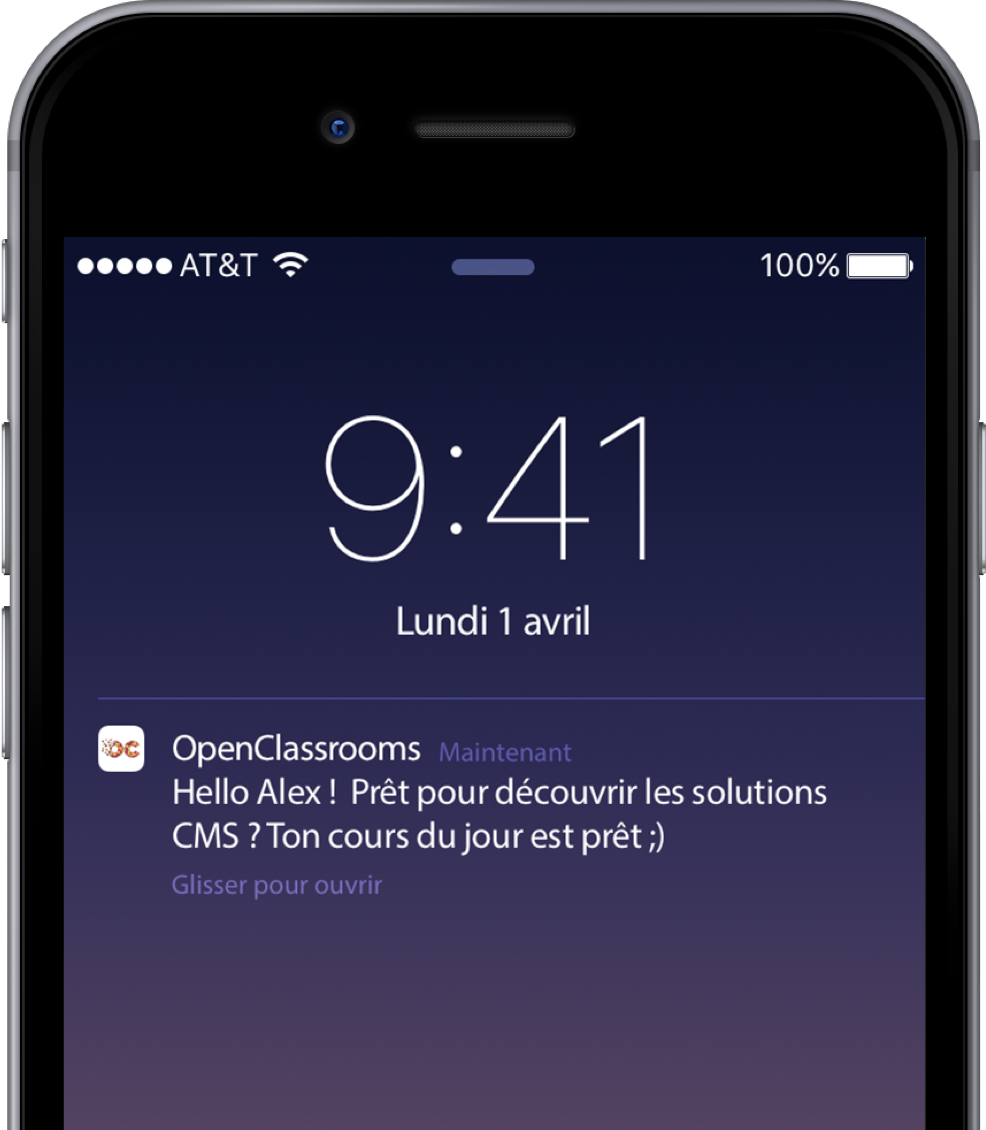 AT&T 100%
9:41
Lundi 1 avril
OC
OpenClassrooms Maintenant
Hello Alex ! Prêt pour découvrir les solutions
CMS ? Ton cours du jour est prêt ;)
Glisser pour ouvrir